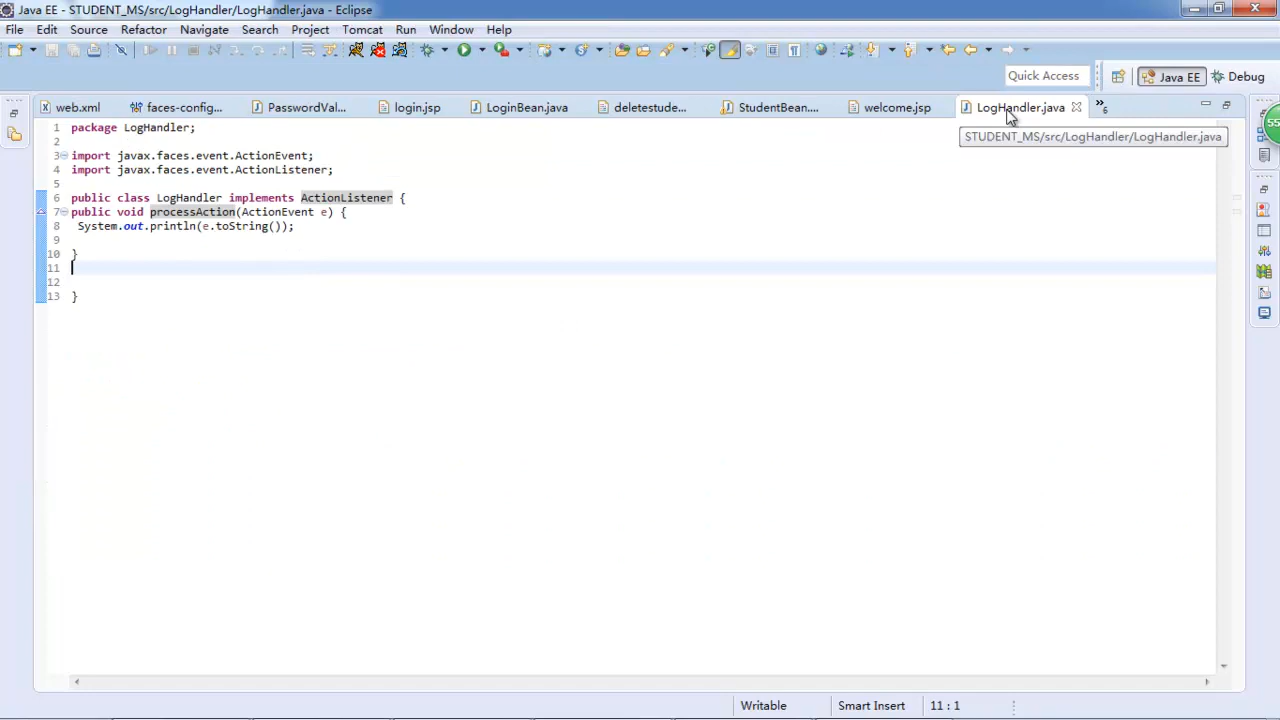 Java EE - STUDENT_MS/src/LogHandler/LogHandler.java - Eclipse
File Edit Source Refactor Navigate Search Project Tomcat Run Window Help
Quick Access Java EE Debug
web.xml faces-config... PasswordVal... login.jsp LoginBean.java deletestude... StudentBean.... welcome.jsp LogHandler.java »6
STUDENT_MS/src/LogHandler/LogHandler.java
1 package LogHandler;
2
3 import javax.faces.event.ActionEvent;
4 import javax.faces.event.ActionListener;
5
6 public class LogHandler implements ActionListener {
7 public void processAction(ActionEvent e) {
8 System.out.println(e.toString());
9
10 }
11
12
13 }
55
Writable Smart Insert 11 : 1